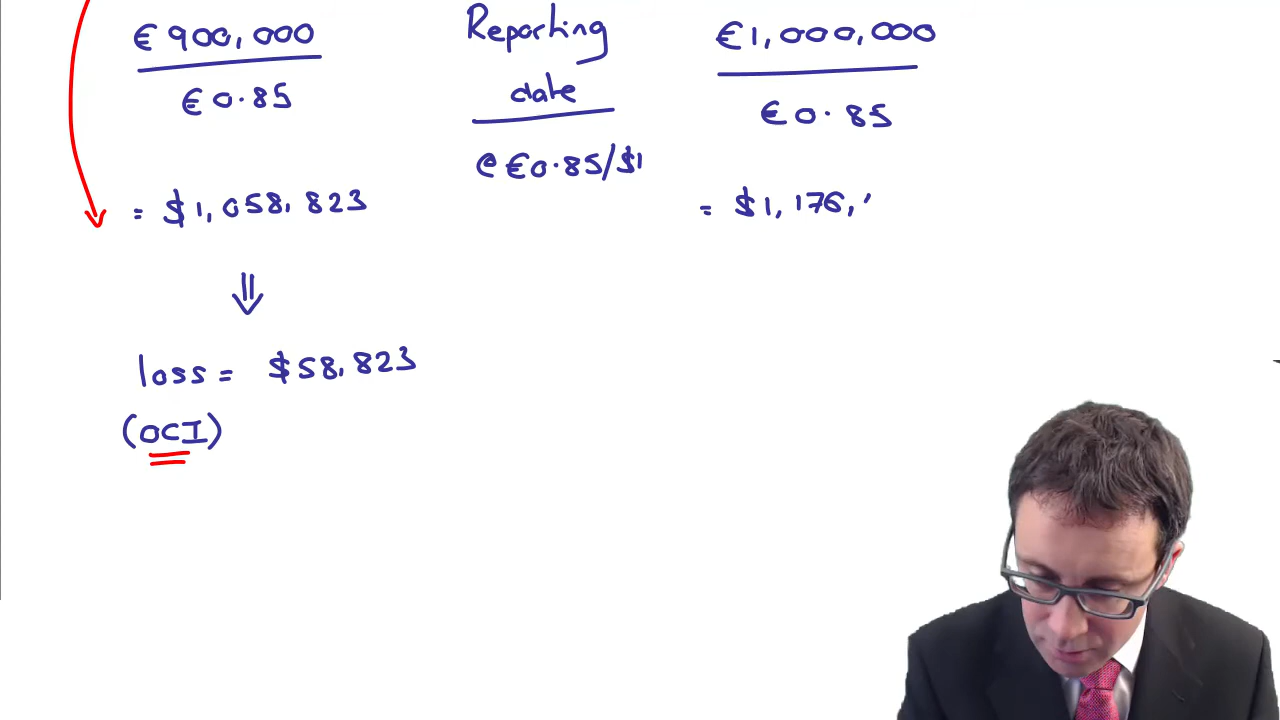 €900,000
€0.85
= $1,058,823
loss = $58,823
(OCI)
Reporting
date
@ €0.85/$1
€1,000,000
€0.85
= $1,176,